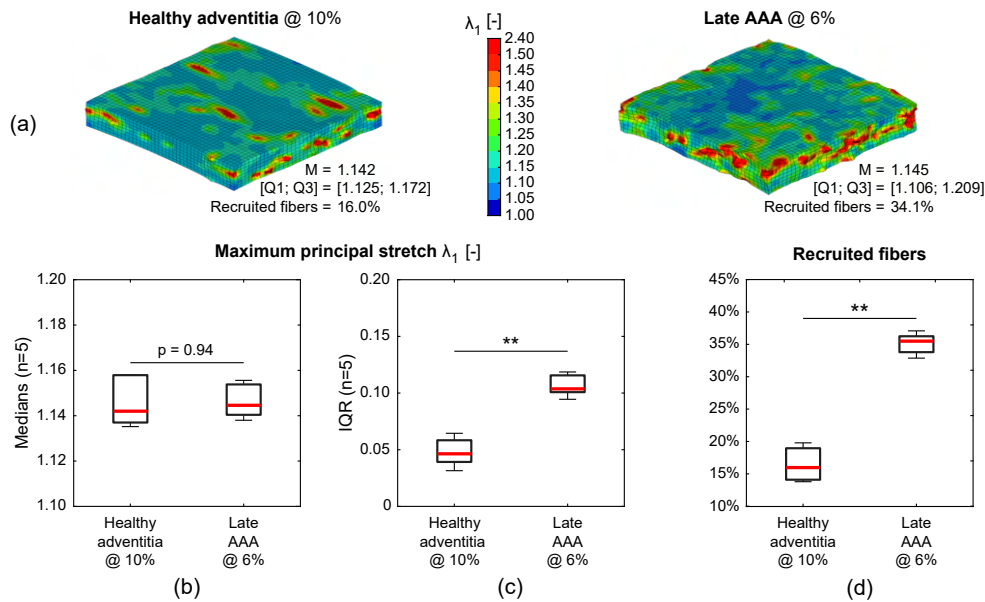 Healthy adventitia @ 10%
λ1 [-]
Late AAA @ 6%
2.40
1.45
1.40
1.35
1.30
1.25
1.20
1.15
1.10
1.05
1.00
(a)
M = 1.142
[Q1; Q3] = [1.125; 1.172]
Recruited fibers = 16.0%
M = 1.145
[Q1; Q3] = [1.106; 1.209]
Recruited fibers = 34.1%
Maximum principal stretch λ1 [-]
Recruited fibers
Medians (n=5)
1.20
1.18
1.16
1.14
1.12
1.10
p = 0.94
Healthy
adventitia
@ 10%
Late
AAA
@ 6%
(b)
IQR (n=5)
0.20
0.15
0.10
0.05
0
**
Healthy
adventitia
@ 10%
Late
AAA
@ 6%
(c)
45%
40%
35%
30%
25%
20%
15%
10%
**
Healthy
adventitia
@ 10%
Late
AAA
@ 6%
(d)